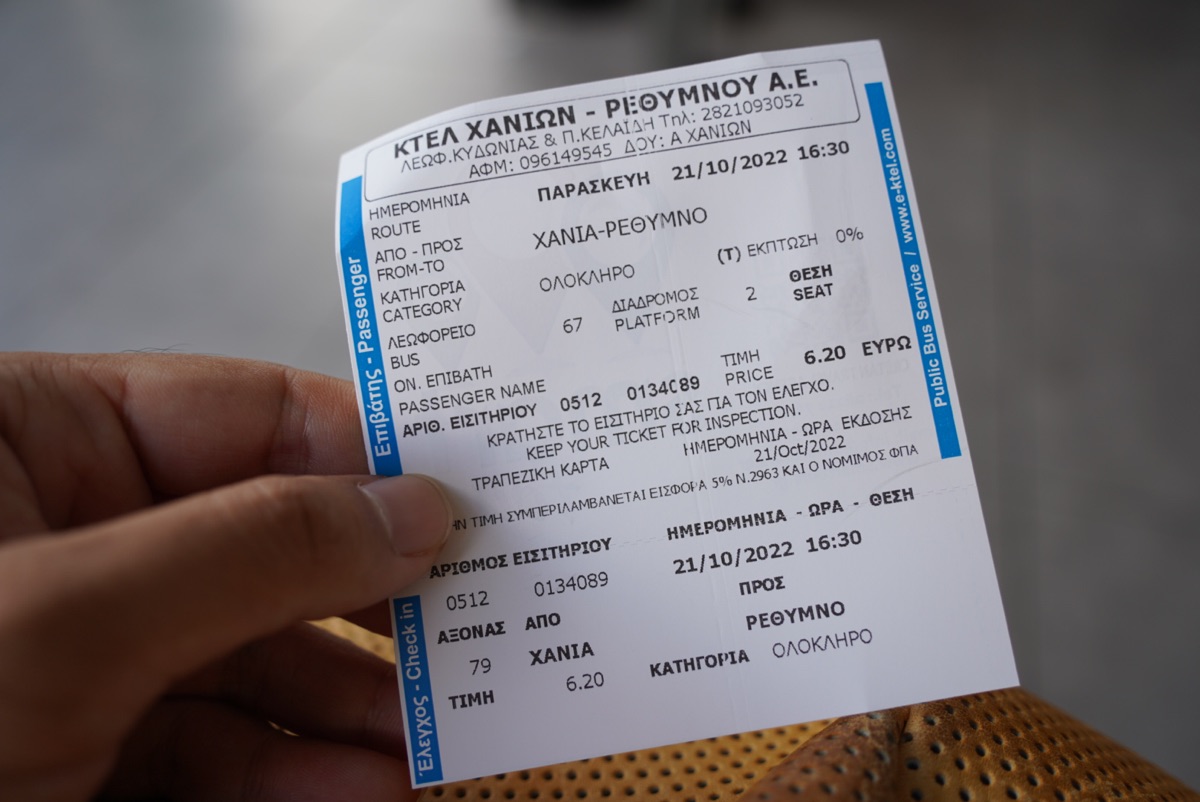 ΚΤΕΛ ΧΑΝΙΩΝ - ΡΕΘΥΜΝΟΥ Α.Ε.
ΛΕΩΦ.ΚΥΔΩΝΙΑΣ & Π.ΚΕΛΑΪΔΗ Τηλ: 2821093052
ΑΦΜ: 096149545 ΔΟΥ: Α ΧΑΝΙΩΝ
ΗΜΕΡΟΜΗΝΙΑ ΠΑΡΑΣΚΕΥΗ 21/10/2022 16:30
ROUTE
ΑΠΟ - ΠΡΟΣ ΧΑΝΙΑ-ΡΕΘΥΜΝΟ
FROM-TO
ΚΑΤΗΓΟΡΙΑ ΟΛΟΚΛΗΡΟ (Τ) ΕΚΠΤΩΣΗ 0%
CATEGORY
ΛΕΩΦΟΡΕΙΟ 67 ΔΙΑΔΡΟΜΟΣ 2 ΘΕΣΗ
BUS PLATFORM SEAT
ΟΝ. ΕΠΙΒΑΤΗ
PASSENGER NAME ΤΙΜΗ 6.20 ΕΥΡΩ
ΑΡΙΘ. ΕΙΣΙΤΗΡΙΟΥ 0512 0134089 PRICE
ΚΡΑΤΗΣΤΕ ΤΟ ΕΙΣΙΤΗΡΙΟ ΣΑΣ ΓΙΑ ΤΟΝ ΕΛΕΓΧΟ.
KEEP YOUR TICKET FOR INSPECTION.
ΤΡΑΠΕΖΙΚΗ ΚΑΡΤΑ ΗΜΕΡΟΜΗΝΙΑ - ΩΡΑ ΕΚΔΟΣΗΣ
21/Oct/2022
ΗΝ ΤΙΜΗ ΣΥΜΠΕΡΙΛΑΜΒΑΝΕΤΑΙ ΕΙΣΦΟΡΑ 5% Ν.2963 ΚΑΙ Ο ΝΟΜΙΜΟΣ ΦΠΑ
ΑΡΙΘΜΟΣ ΕΙΣΙΤΗΡΙΟΥ ΗΜΕΡΟΜΗΝΙΑ - ΩΡΑ - ΘΕΣΗ
0512 0134089 21/10/2022 16:30
ΑΞΟΝΑΣ ΑΠΟ ΠΡΟΣ
79 ΧΑΝΙΑ ΡΕΘΥΜΝΟ
ΤΙΜΗ 6.20 ΚΑΤΗΓΟΡΙΑ ΟΛΟΚΛΗΡΟ
Επιβάτης - Passenger
Έλεγχος - Check in
Public Bus Service / www.e-ktel.com